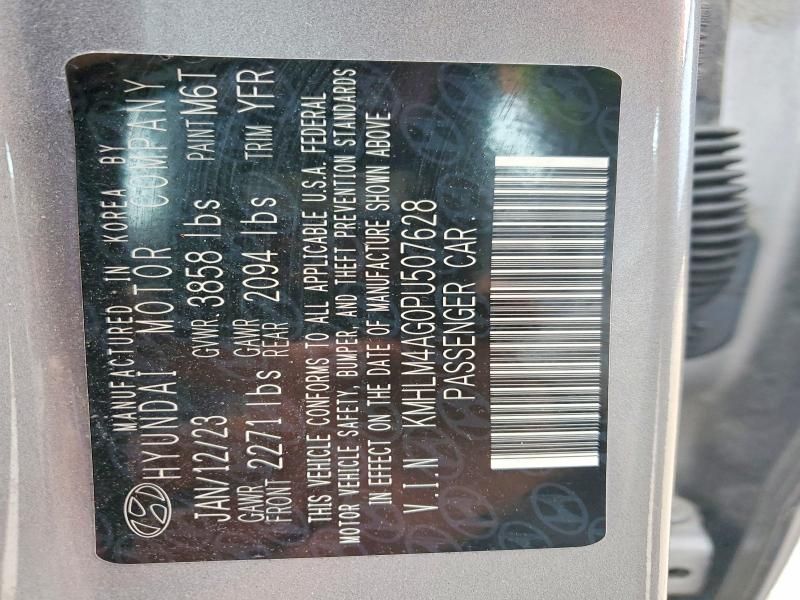 MANUFACTURED IN KOREA BY
HYUNDAI MOTOR COMPANY
JAN/12/23 GVWR. 3858 lbs PAINT M6T
GAWR FRONT 2271 lbs GAWR REAR 2094 lbs TRIM YFR
THIS VEHICLE CONFORMS TO ALL APPLICABLE U.S.A. FEDERAL
MOTOR VEHICLE SAFETY, BUMPER, AND THEFT PREVENTION STANDARDS
IN EFFECT ON THE DATE OF MANUFACTURE SHOWN ABOVE
V.I.N KMHLM4AG0PU507628
PASSENGER CAR